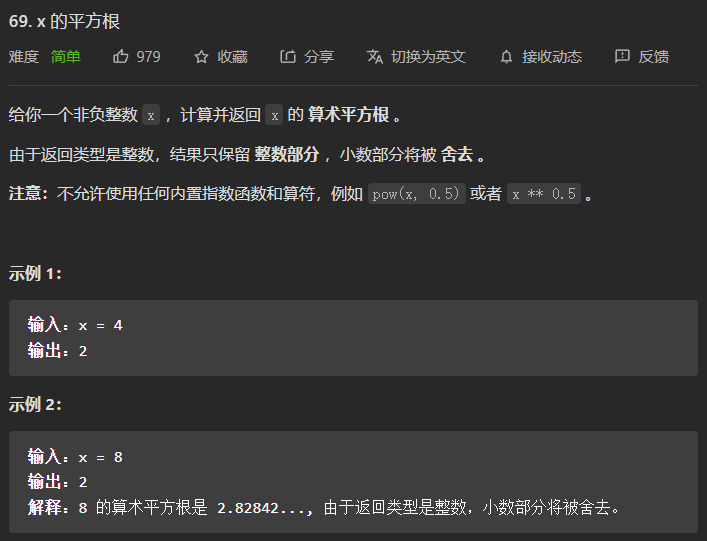 69. x 的平方根
难度 简单 979 收藏 分享 切换为英文 接收动态 反馈
给你一个非负整数 x ，计算并返回 x 的 算术平方根 。
由于返回类型是整数，结果只保留 整数部分 ，小数部分将被 舍去 。
注意：不允许使用任何内置指数函数和算符，例如 pow(x, 0.5) 或者 x ** 0.5 。
示例 1：
输入：x = 4
输出：2
示例 2：
输入：x = 8
输出：2
解释：8 的算术平方根是 2.82842..., 由于返回类型是整数，小数部分将被舍去。